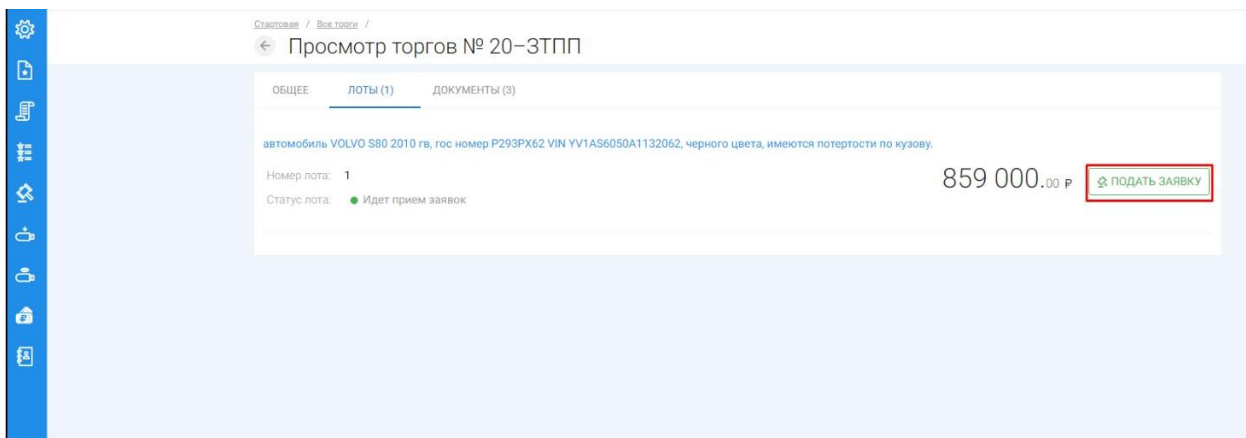 Стартовая / Все торги /
Просмотр торгов № 20-ЗТПП
ОБЩЕЕ ЛОТЫ (1) ДОКУМЕНТЫ (3)
автомобиль VOLVO S80 2010 гв, гос номер Р293РХ62 VIN YV1AS6050A1132062, черного цвета, имеются потертости по кузову.
Номер лота: 1
859 000.00 ₽ ПОДАТЬ ЗАЯВКУ
Статус лота: Идет прием заявок